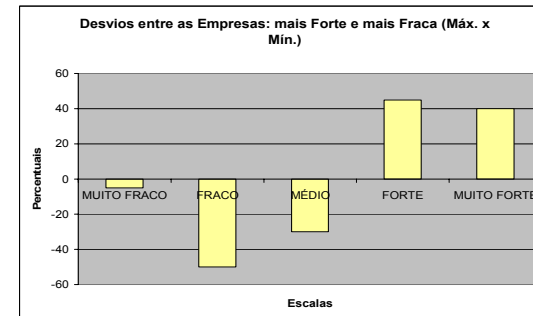 Desvios entre as Empresas: mais Forte e mais Fraca (Máx. x
Mín.)
60
40
20
0
-20
-40
-60
Percentuais
MUITO FRACO
FRACO
MÉDIO
FORTE
MUITO FORTE
Escalas